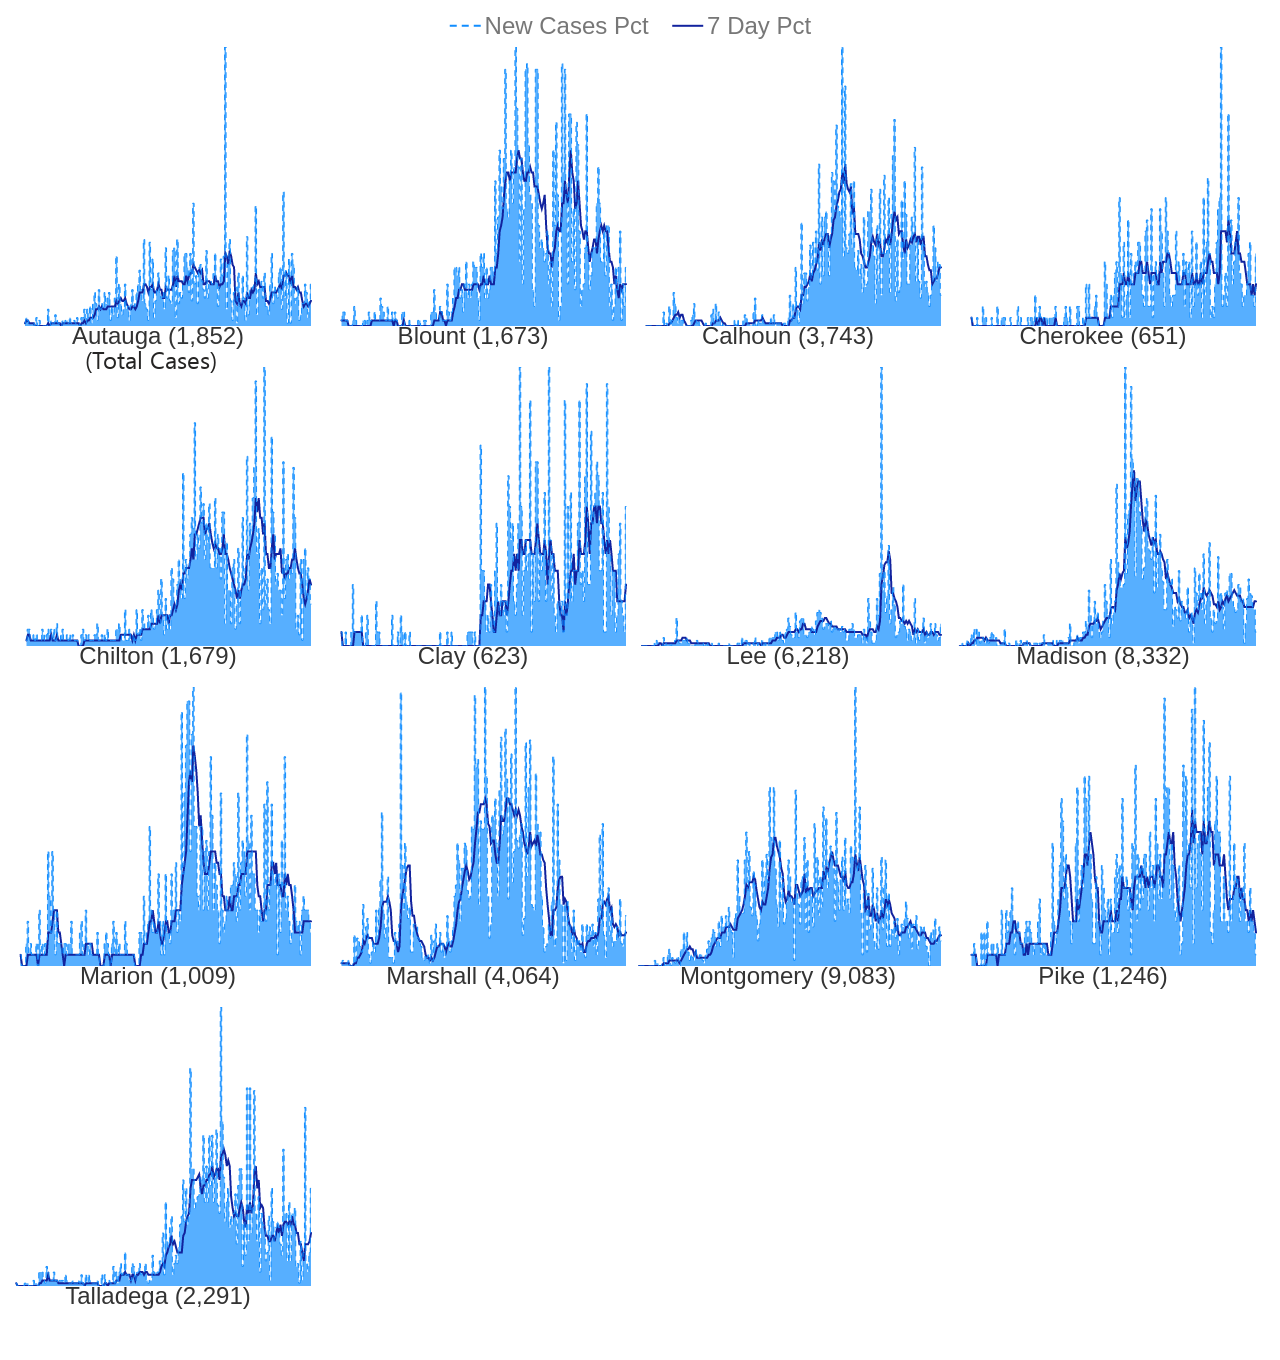 New Cases Pct 7 Day Pct
Autauga (1,852) Blount (1,673) Calhoun (3,743) Cherokee (651)
(Total Cases)
Chilton (1,679) Clay (623) Lee (6,218) Madison (8,332)
Marion (1,009) Marshall (4,064) Montgomery (9,083) Pike (1,246)
Talladega (2,291)